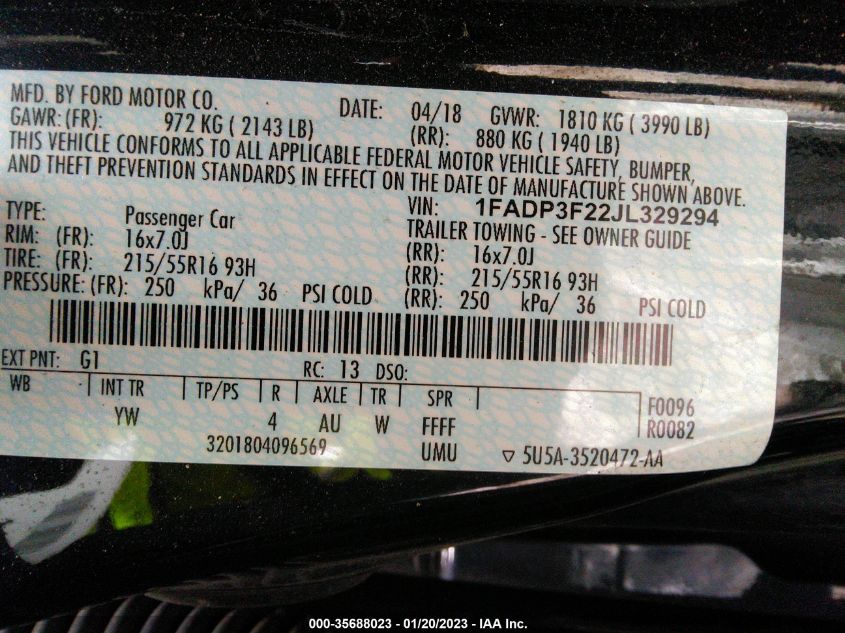 MFD. BY FORD MOTOR CO. DATE: 04/18 GVWR: 1810 KG ( 3990 LB)
GAWR: (FR): 972 KG ( 2143 LB) (RR): 880 KG ( 1940 LB)
THIS VEHICLE CONFORMS TO ALL APPLICABLE FEDERAL MOTOR VEHICLE SAFETY, BUMPER,
AND THEFT PREVENTION STANDARDS IN EFFECT ON THE DATE OF MANUFACTURE SHOWN ABOVE.
VIN: 1FADP3F22JL329294
TYPE: Passenger Car TRAILER TOWING - SEE OWNER GUIDE
RIM: (FR): 16x7.0J (RR): 16x7.0J
TIRE: (FR): 215/55R16 93H (RR): 215/55R16 93H
PRESSURE: (FR): 250 kPa/ 36 PSI COLD (RR): 250 kPa/ 36 PSI COLD
EXT PNT: G1 RC: 13 DSO:
WB INT TR TP/PS R AXLE TR SPR F0096
YW 4 AU W FFFF R0082
3201804096569 UMU ▽ 5U5A-3520472-AA
000-35688023 - 01/20/2023 - IAA Inc.